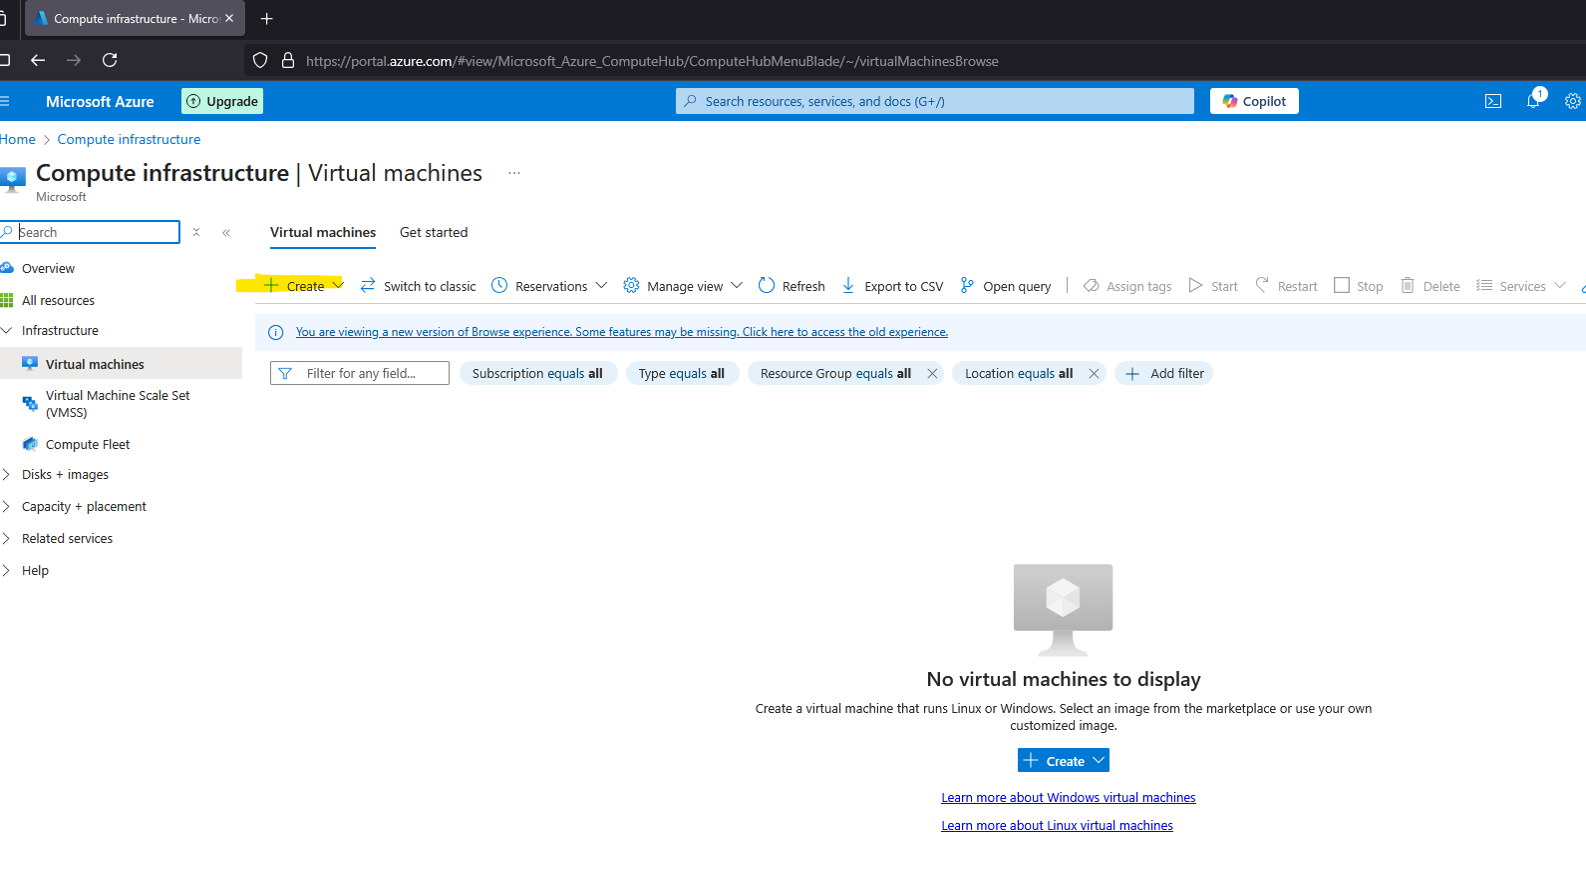 Compute infrastructure - Micro
https://portal.azure.com/#view/Microsoft_Azure_ComputeHub/ComputeHubMenuBlade/~/virtualMachinesBrowse
Microsoft Azure
Upgrade
Search resources, services, and docs (G+/)
Copilot
1
Home > Compute infrastructure
Compute infrastructure | Virtual machines
...
Microsoft
Search
Overview
All resources
Infrastructure
Virtual machines
Virtual Machine Scale Set
(VMSS)
Compute Fleet
Disks + images
Capacity + placement
Related services
Help
Virtual machines
Get started
Create
Switch to classic
Reservations
Manage view
Refresh
Export to CSV
Open query
Assign tags
Start
Restart
Stop
Delete
Services
You are viewing a new version of Browse experience. Some features may be missing. Click here to access the old experience.
Filter for any field...
Subscription equals all
Type equals all
Resource Group equals all
Location equals all
Add filter
No virtual machines to display
Create a virtual machine that runs Linux or Windows. Select an image from the marketplace or use your own
customized image.
Create
Learn more about Windows virtual machines
Learn more about Linux virtual machines